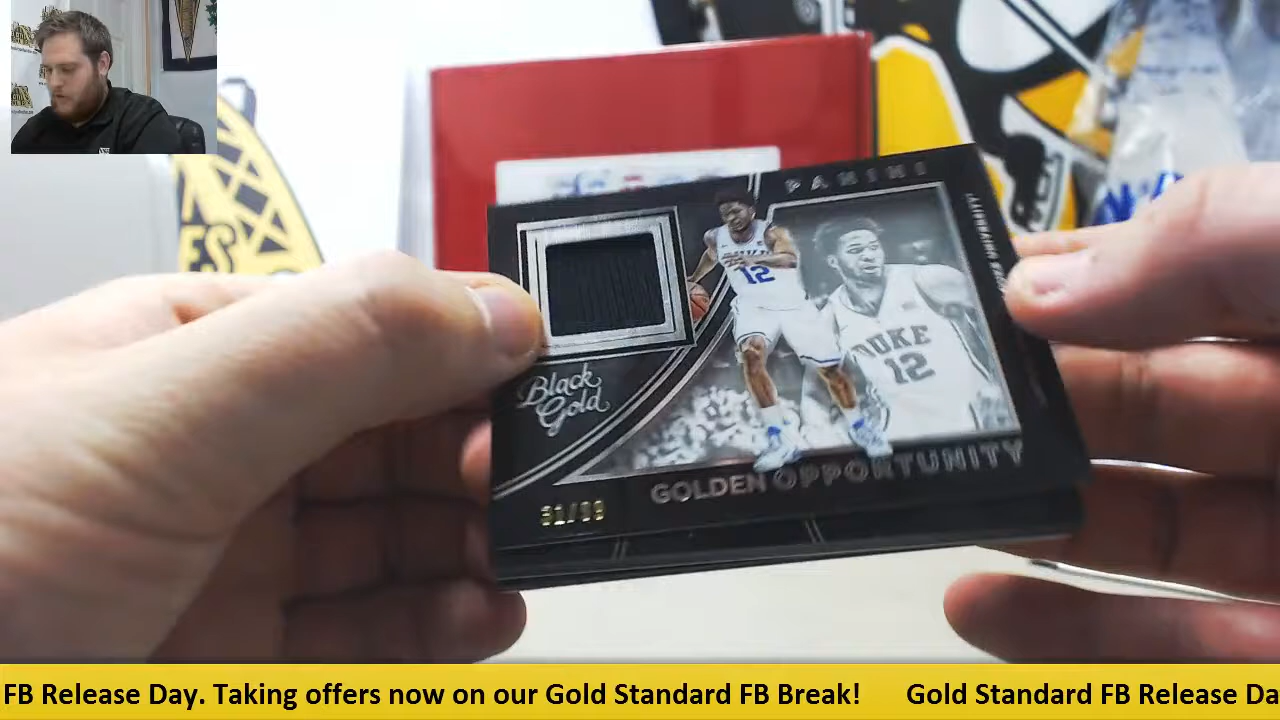 PANINI
12
DUKE
12
Black
Gold
GOLDEN OPPORTUNITY
FB Release Day. Taking offers now on our Gold Standard FB Break! Gold Standard FB Release Da